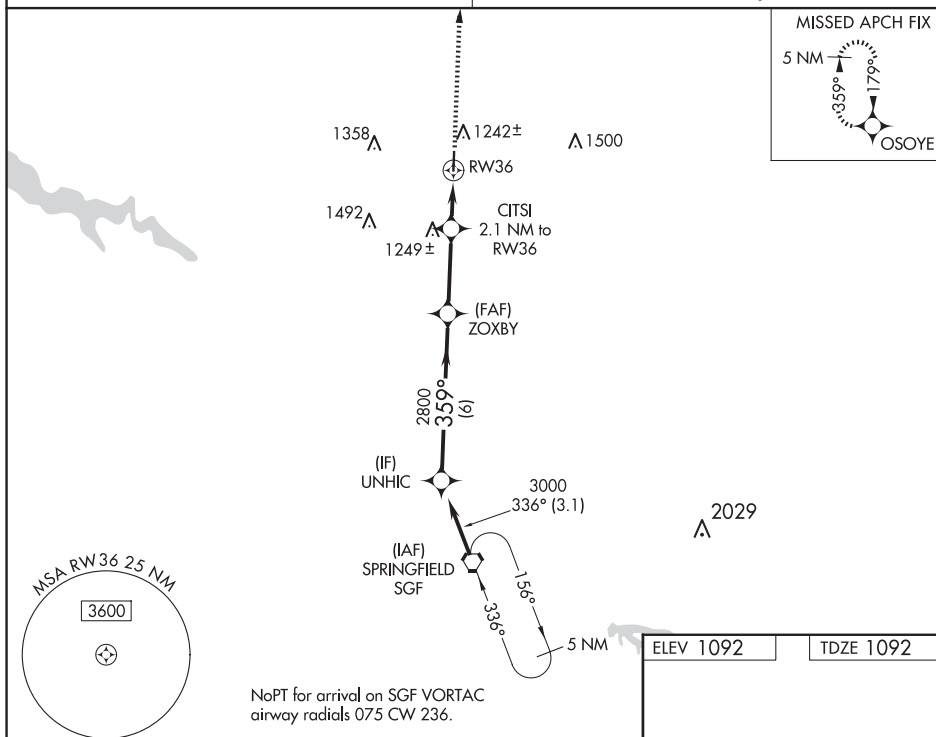 MISSED APCH FIX
5 NM
359°
179°
OSOYE
1358
1242±
1500
RW36
1492
1249±
CITSI
2.1 NM to
RW36
(FAF)
ZOXBY
2800
359°
(6)
(IF)
UNHIC
3000
336° (3.1)
2029
(IAF)
SPRINGFIELD
SGF
156°
336°
5 NM
MSA RW36 25 NM
3600
NoPT for arrival on SGF VORTAC
airway radials 075 CW 236.
ELEV 1092
TDZE 1092